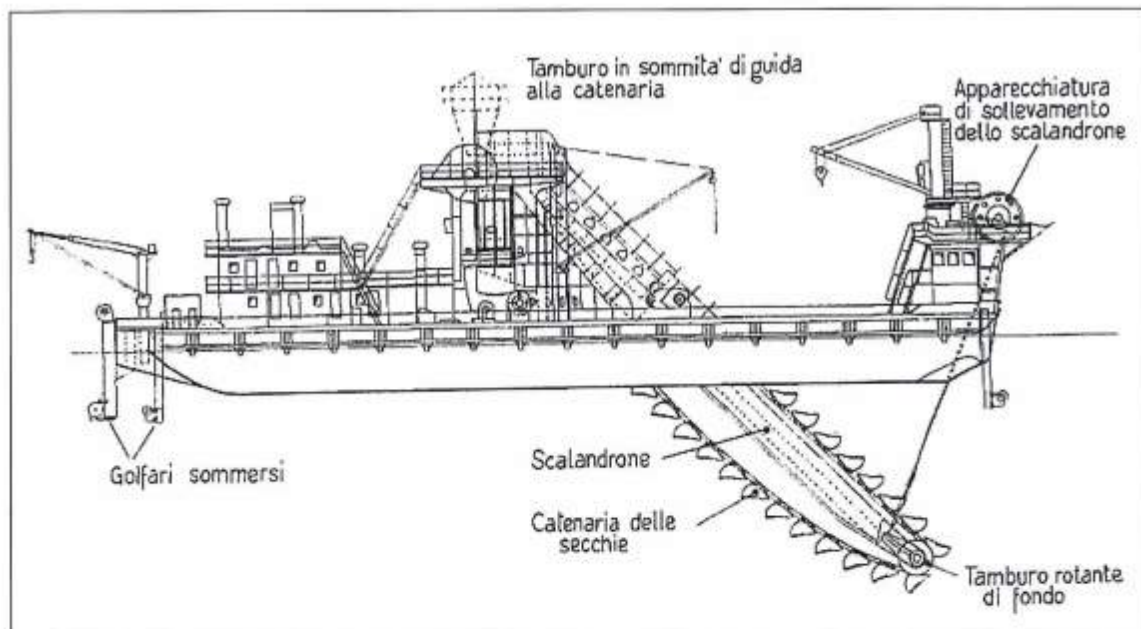 Tamburo in sommita' di guida
alla catenaria
Apparecchiatura
di sollevamento
dello scalandrone
Golfari sommersi
Scalandrone
Catenaria delle
secchie
Tamburo rotante
di fondo